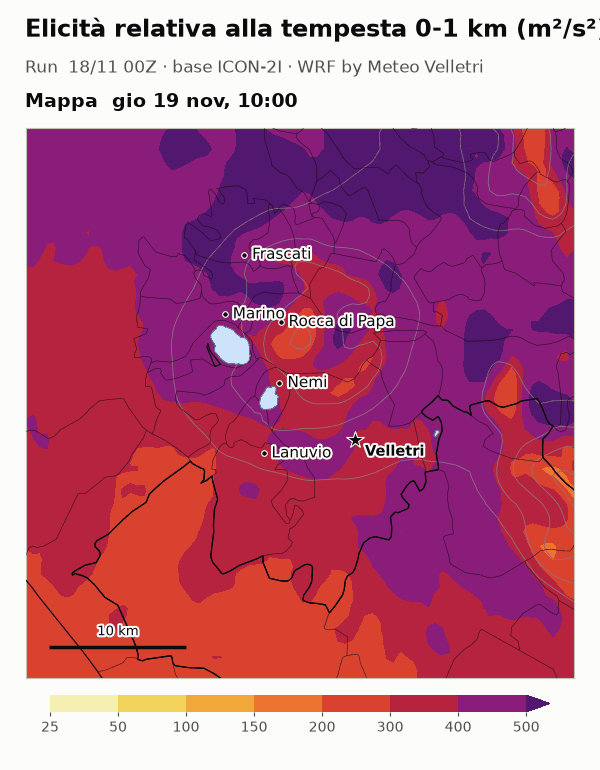 Elicità relativa alla tempesta 0-1 km (m²/s²)
Run  18/11 00Z · base ICON-2I · WRF by Meteo Velletri
Mappa  gio 19 nov, 10:00
Frascati
Marino
Rocca di Papa
Nemi
Velletri
Lanuvio
10 km
25 50 100 150 200 300 400 500